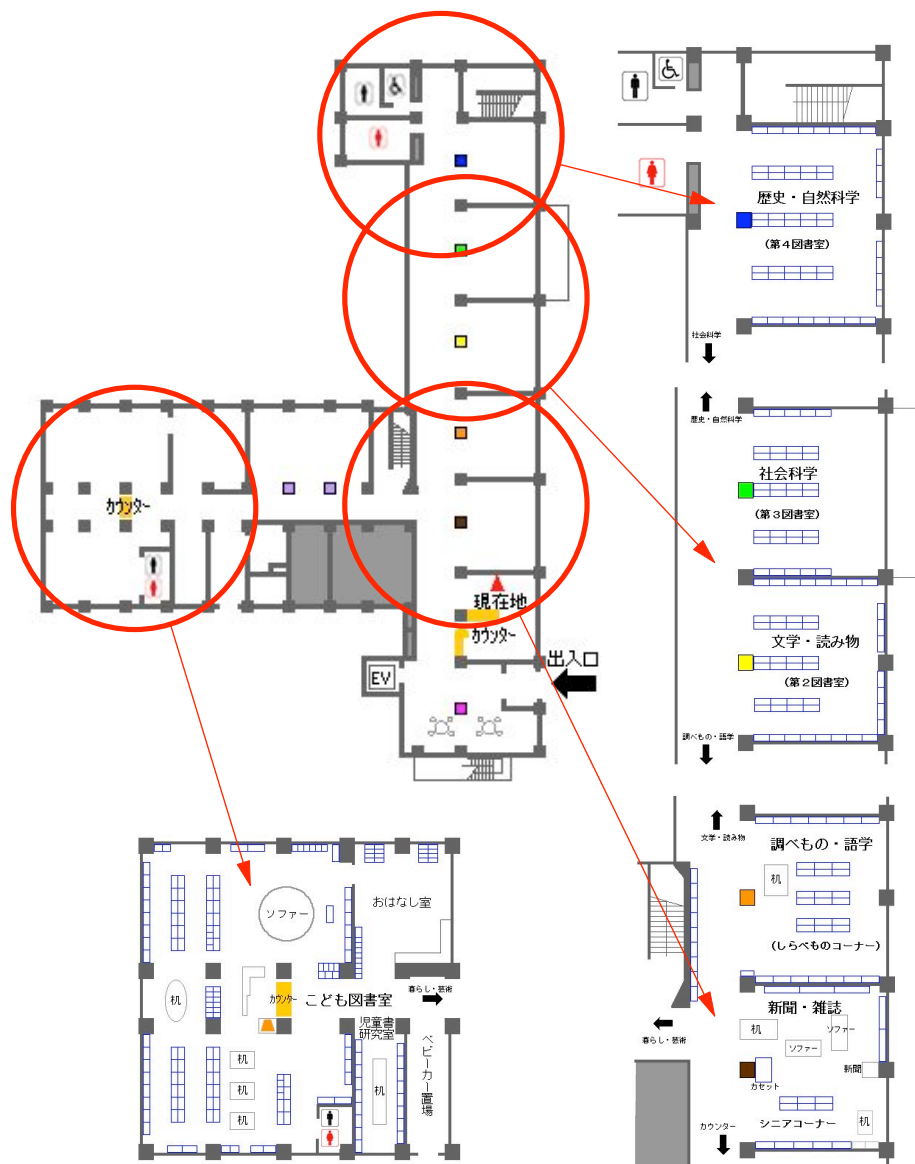 カウンター
現在地
カウンター
出入口
EV
歴史・自然科学
(第4図書室)
社会科学
歴史・自然科学
社会科学
(第3図書室)
文学・読み物
(第2図書室)
調べもの・語学
文学・読み物
調べもの・語学
机
(しらべものコーナー)
新聞・雑誌
机
ソファー
ソファー
暮らし・芸術
カセット
新聞
シニアコーナー
机
カウンター
ソファー
おはなし室
机
カウンター
こども図書室
暮らし・芸術
児童書
研究室
ベビーカー置場
机
机
机
机